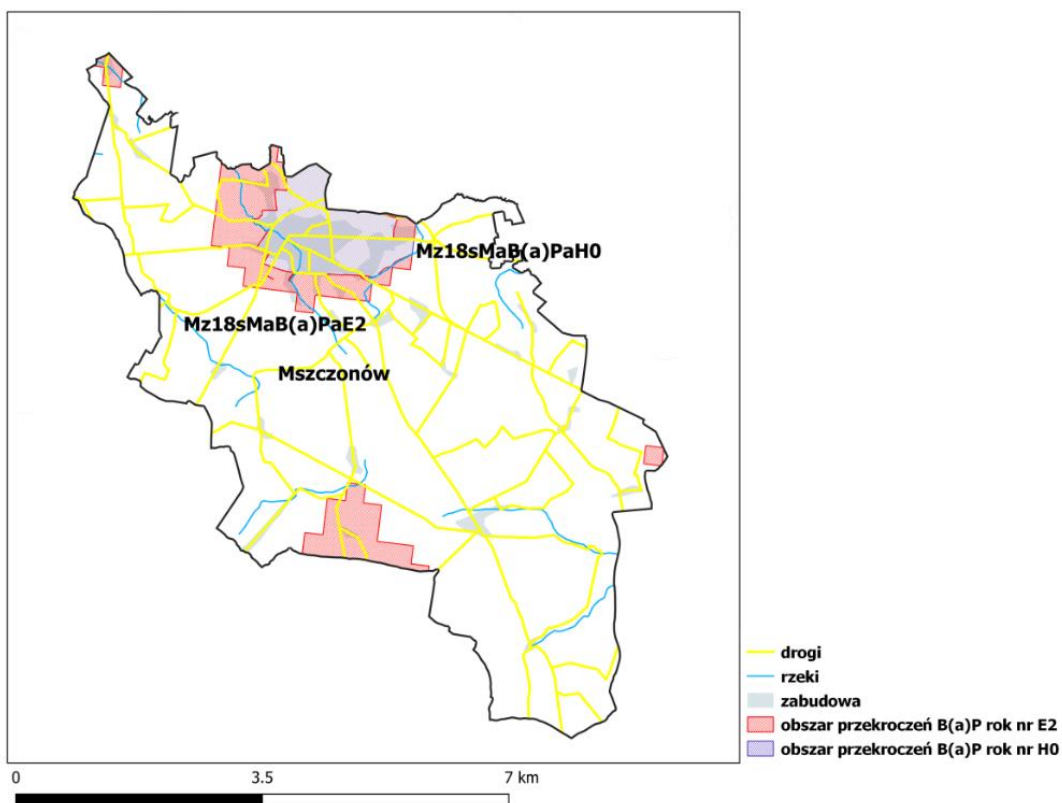 Mz18sMaB(a)PaH0
Mz18sMaB(a)PaE2
Mszczonów
drogi
rzeki
zabudowa
obszar przekroczeń B(a)P rok nr E2
obszar przekroczeń B(a)P rok nr H0
0 3.5 7 km